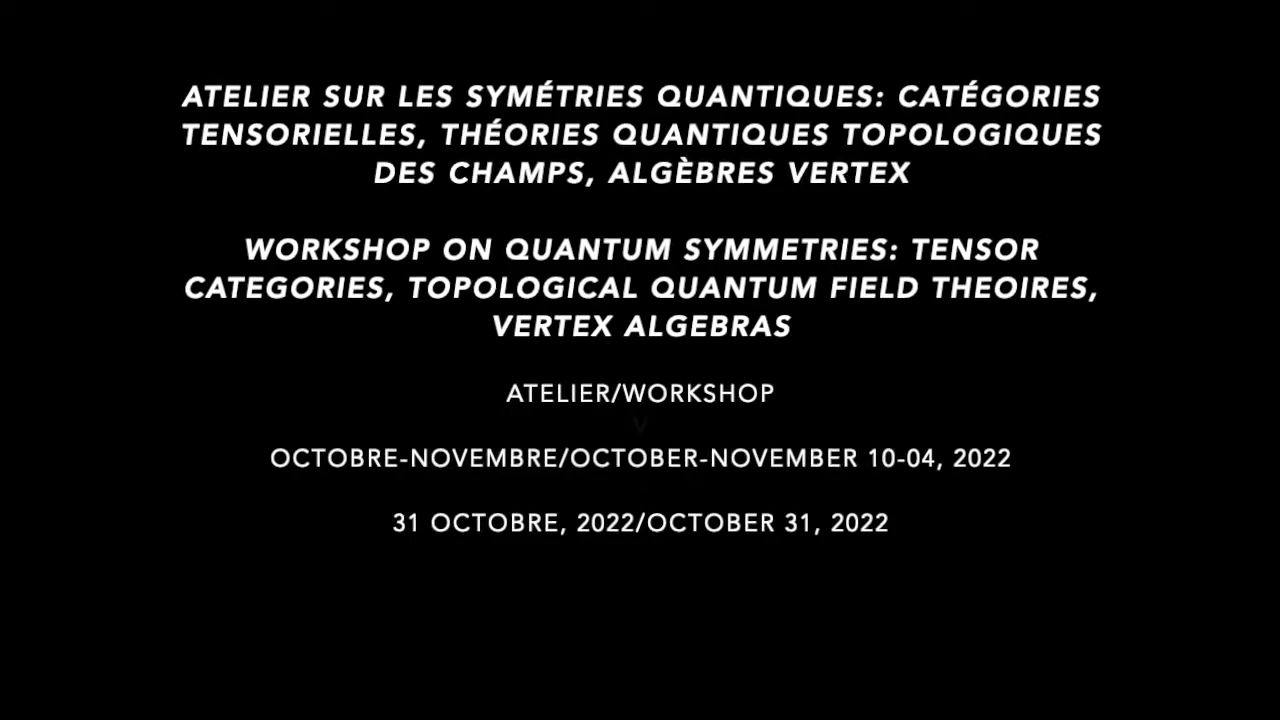 ATELIER SUR LES SYMÉTRIES QUANTIQUES: CATÉGORIES
TENSORIELLES, THÉORIES QUANTIQUES TOPOLOGIQUES
DES CHAMPS, ALGÈBRES VERTEX
WORKSHOP ON QUANTUM SYMMETRIES: TENSOR
CATEGORIES, TOPOLOGICAL QUANTUM FIELD THEOIRES,
VERTEX ALGEBRAS
ATELIER/WORKSHOP
OCTOBRE-NOVEMBRE/OCTOBER-NOVEMBER 10-04, 2022
31 OCTOBRE, 2022/OCTOBER 31, 2022